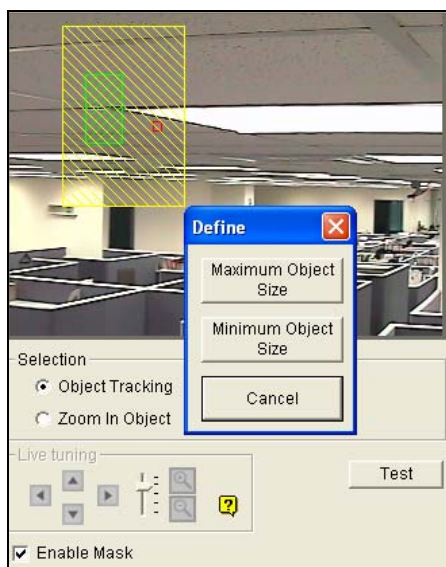 Define
Maximum Object
Size
Minimum Object
Size
Cancel
Selection
Object Tracking
Zoom In Object
Live tuning
Test
Enable Mask